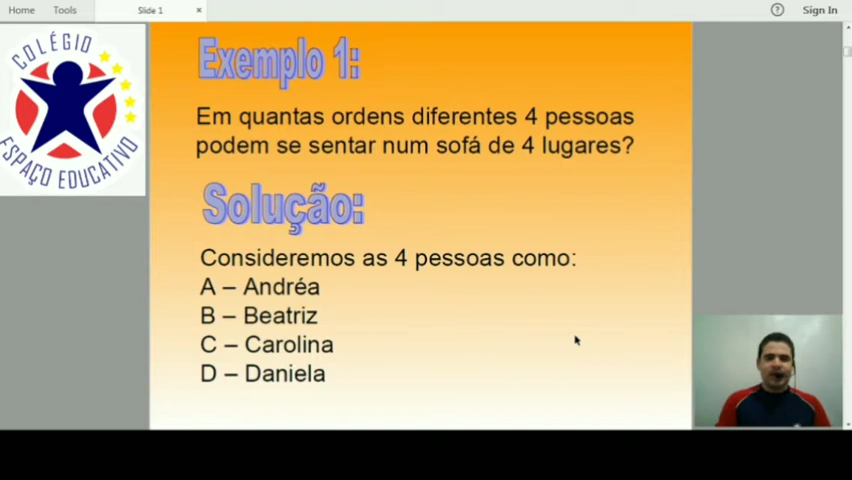 Home
Tools
Slide 1
×
?
Sign In
COLÉGIO
ESPAÇO EDUCATIVO
Exemplo 1:
Em quantas ordens diferentes 4 pessoas
podem se sentar num sofá de 4 lugares?
Solução:
Consideremos as 4 pessoas como:
A – Andréa
B – Beatriz
C – Carolina
D – Daniela